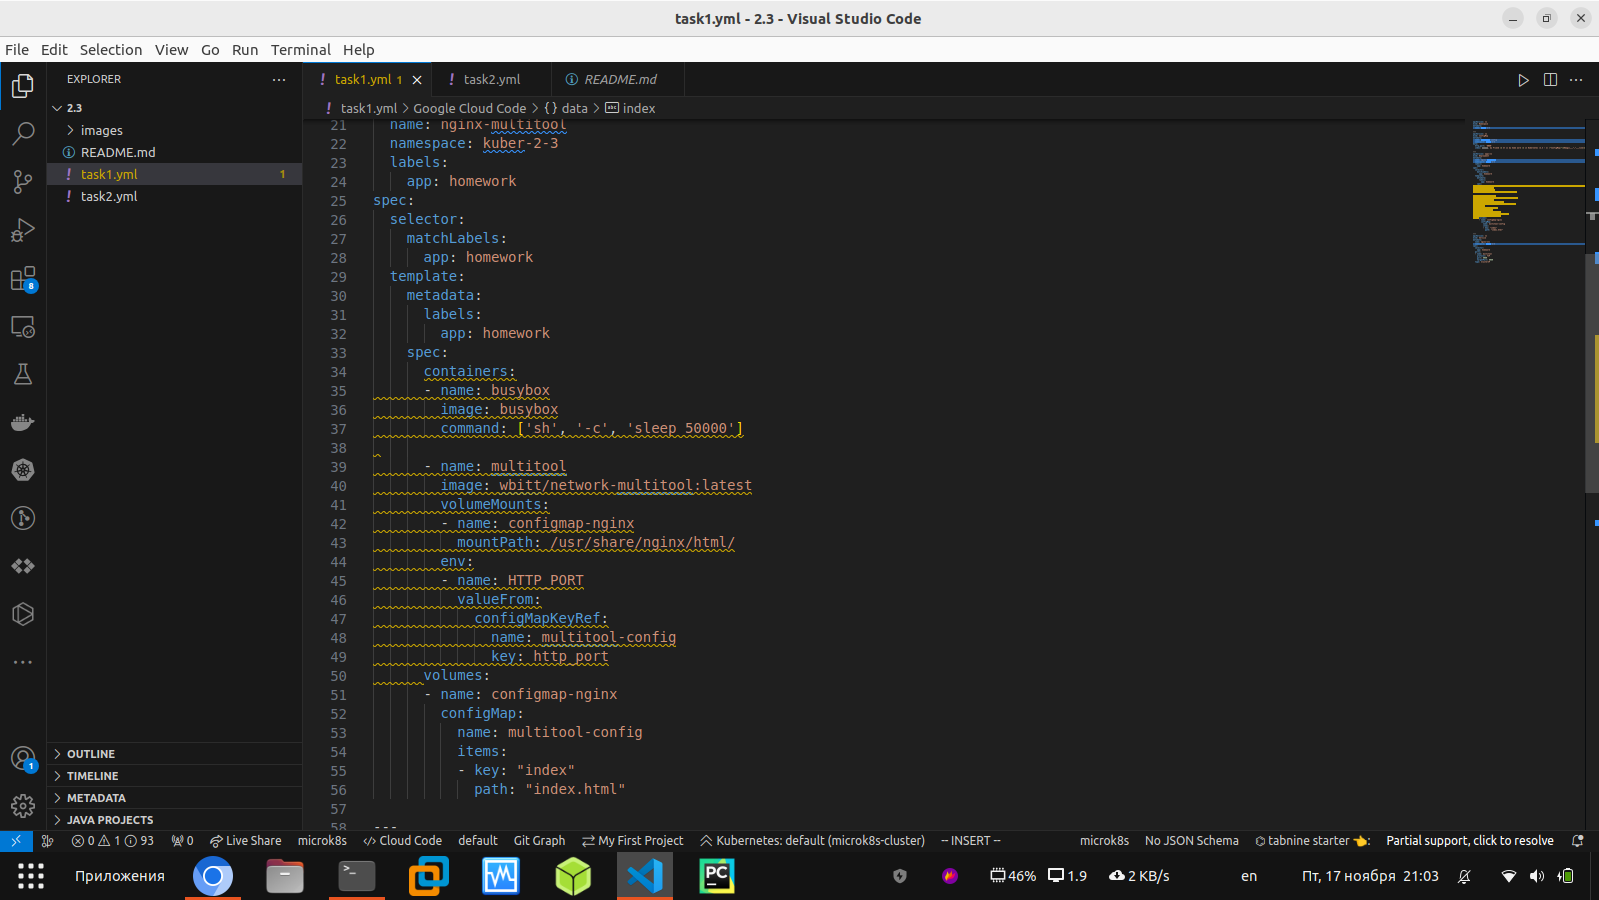 task1.yml - 2.3 - Visual Studio Code
File Edit Selection View Go Run Terminal Help
EXPLORER
2.3
images
README.md
task1.yml 1
task2.yml
OUTLINE
TIMELINE
METADATA
JAVA PROJECTS
8
1
task1.yml 1
task2.yml
README.md
task1.yml > Google Cloud Code > {} data > index
21 name: nginx-multitool
22 namespace: kuber-2-3
23 labels:
24 app: homework
25 spec:
26 selector:
27 matchLabels:
28 app: homework
29 template:
30 metadata:
31 labels:
32 app: homework
33 spec:
34 containers:
35 - name: busybox
36 image: busybox
37 command: ['sh', '-c', 'sleep 50000']
38
39 - name: multitool
40 image: wbitt/network-multitool:latest
41 volumeMounts:
42 - name: configmap-nginx
43 mountPath: /usr/share/nginx/html/
44 env:
45 - name: HTTP_PORT
46 valueFrom:
47 configMapKeyRef:
48 name: multitool-config
49 key: http_port
50 volumes:
51 - name: configmap-nginx
52 configMap:
53 name: multitool-config
54 items:
55 - key: "index"
56 path: "index.html"
57
58 ---
0 1 93 0 Live Share microk8s Cloud Code default Git Graph My First Project Kubernetes: default (microk8s-cluster) -- INSERT -- microk8s No JSON Schema tabnine starter Partial support, click to resolve
Приложения PC 46% 1.9 2 KB/s en Пт, 17 ноября 21:03